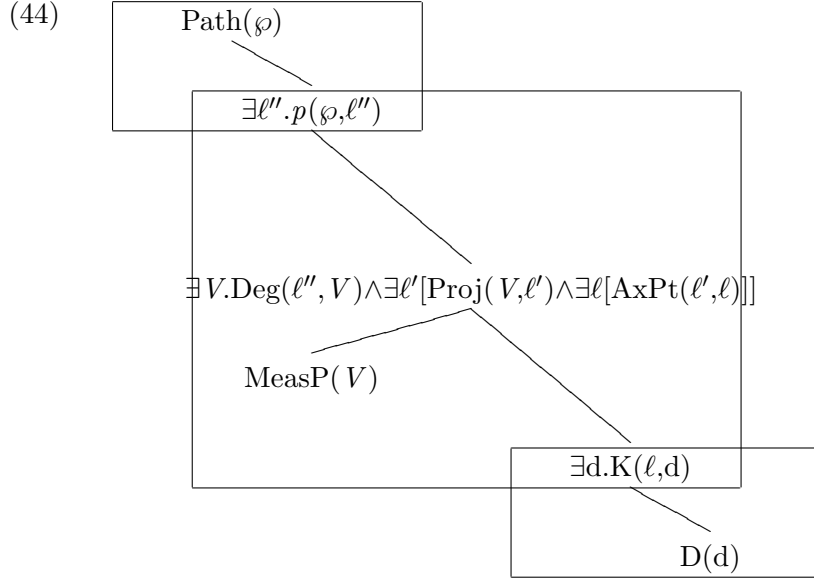 (44)
Path(℘)
∃ℓ″.p(℘,ℓ″)
∃V.Deg(ℓ″,V)∧∃ℓ′[Proj(V,ℓ′)∧∃ℓ[AxPt(ℓ′,ℓ)]]
MeasP(V)
∃d.K(ℓ,d)
D(d)